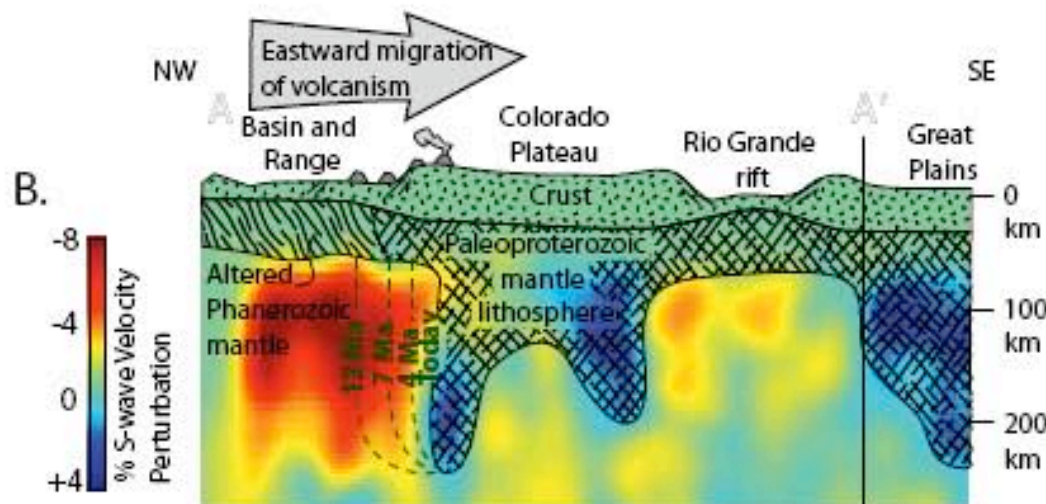 Eastward migration
of volcanism
NW
SE
A
A'
Basin and
Range
Colorado
Plateau
Rio Grande
rift
Great
Plains
B.
Crust
0
km
-8
-4
0
+4
% S-wave Velocity
Perturbation
Paleoproterozoic
mantle
lithosphere
Altered
Phanerozoic
mantle
12 Ma
7 Ma
4 Ma
Today
100
km
200
km